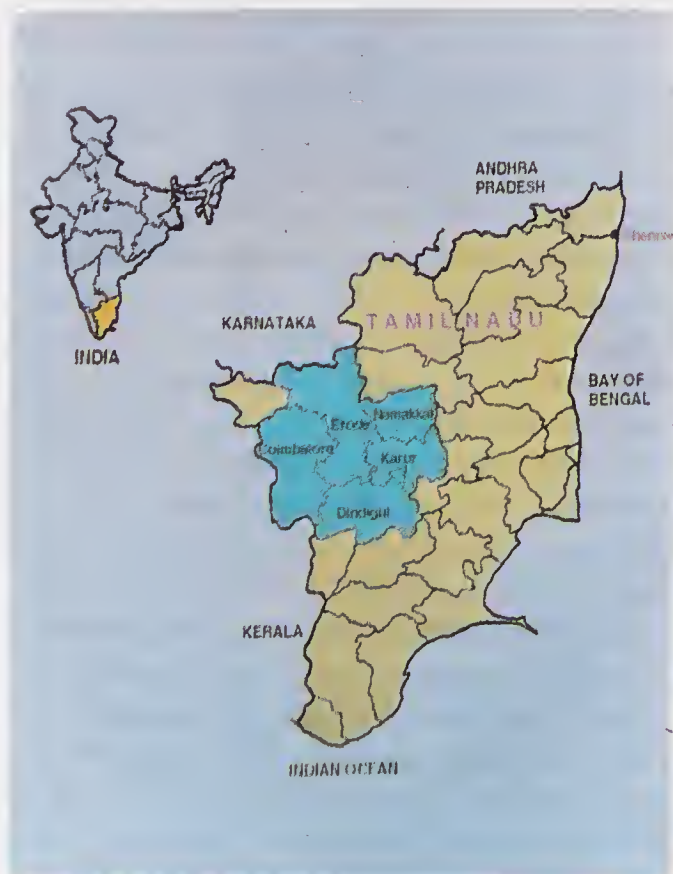 ANDHRA
PRADESH
KARNATAKA
TAMIL NADU
INDIA
BAY OF
BENGAL
Erode
Namakkal
Coimbatore
Karur
Dindigul
KERALA
INDIAN OCEAN